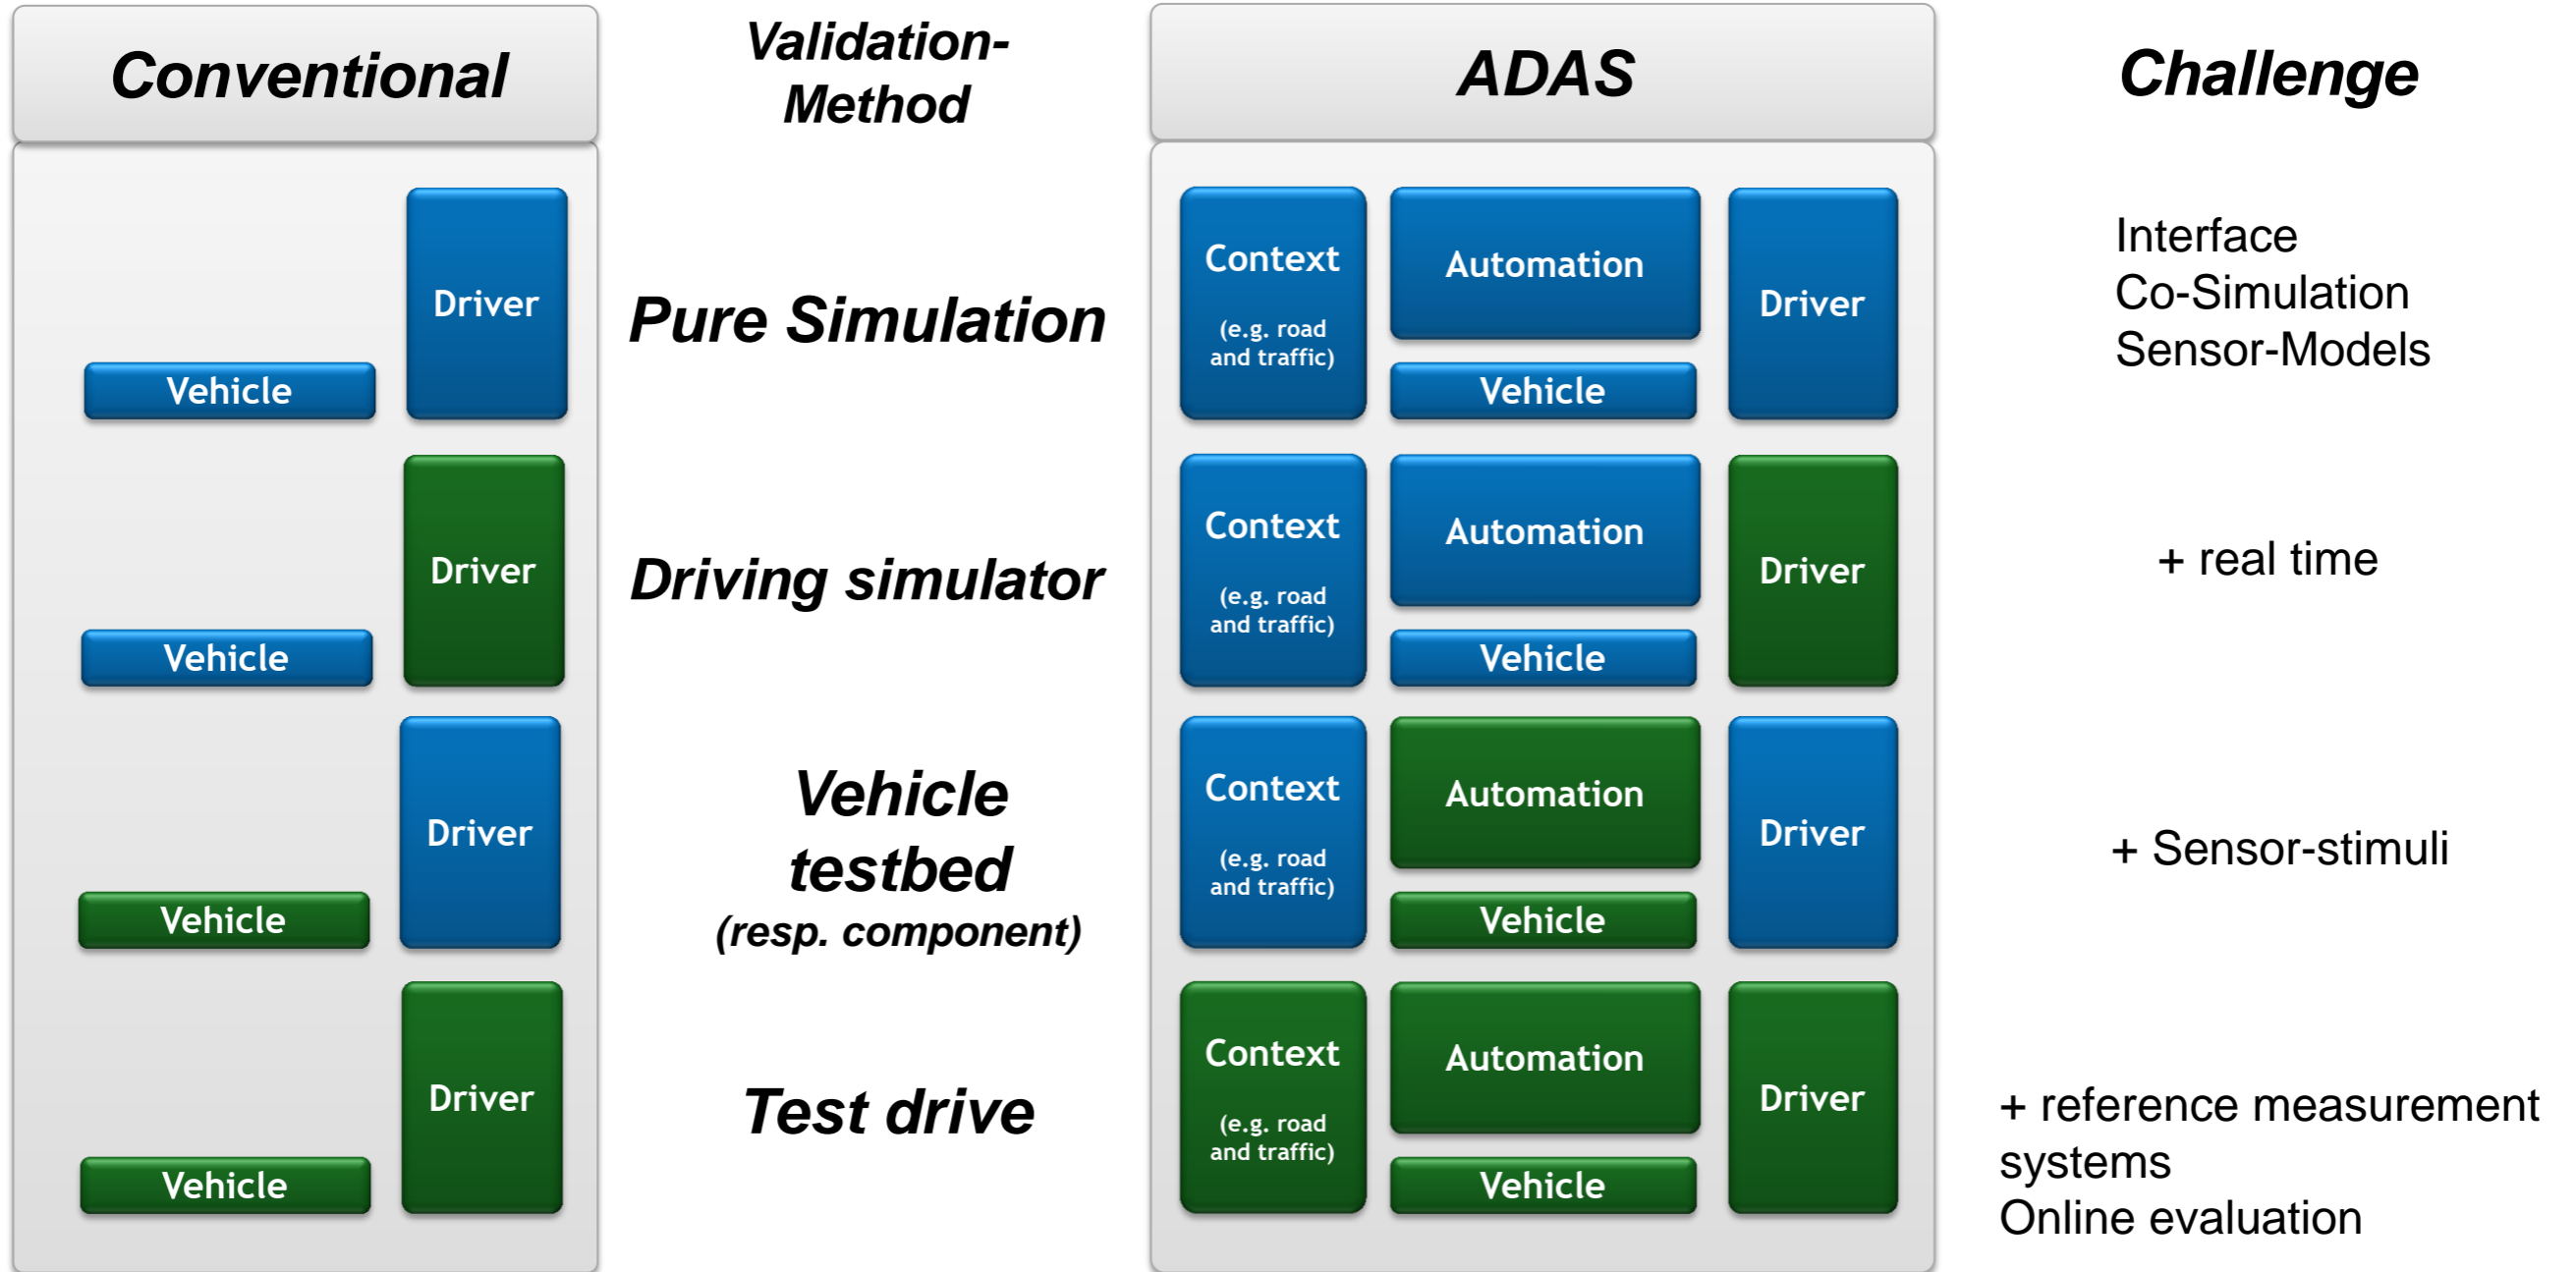 Conventional
Validation-
Method
ADAS
Challenge
Driver
Vehicle
Pure Simulation
Context
(e.g. road
and traffic)
Automation
Vehicle
Driver
Interface
Co-Simulation
Sensor-Models
Driver
Vehicle
Driving simulator
Context
(e.g. road
and traffic)
Automation
Vehicle
Driver
+ real time
Driver
Vehicle
Vehicle
testbed
(resp. component)
Context
(e.g. road
and traffic)
Automation
Vehicle
Driver
+ Sensor-stimuli
Driver
Vehicle
Test drive
Context
(e.g. road
and traffic)
Automation
Vehicle
Driver
+ reference measurement
systems
Online evaluation